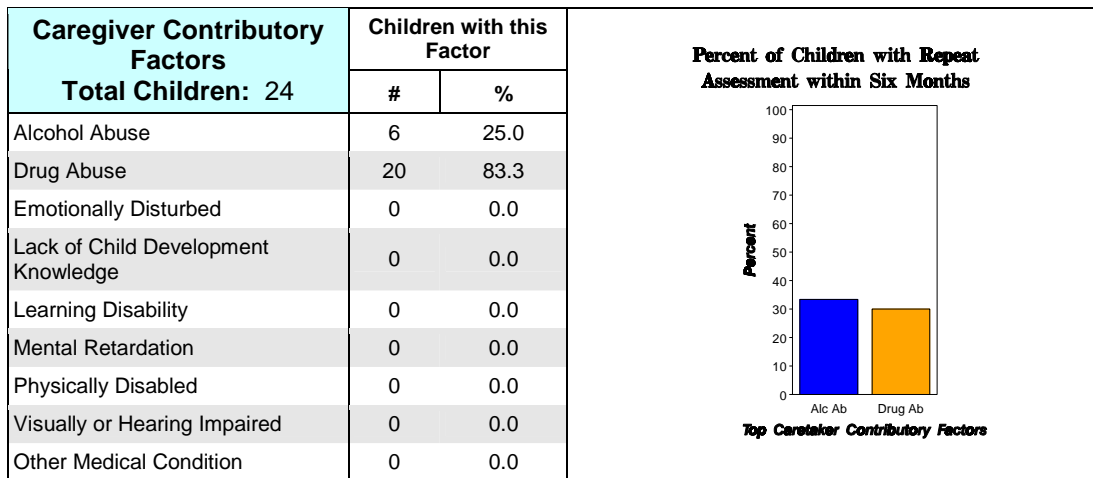 Caregiver Contributory
Factors
Total Children: 24
Children with this
Factor
# %
Alcohol Abuse 6 25.0
Drug Abuse 20 83.3
Emotionally Disturbed 0 0.0
Lack of Child Development
Knowledge 0 0.0
Learning Disability 0 0.0
Mental Retardation 0 0.0
Physically Disabled 0 0.0
Visually or Hearing Impaired 0 0.0
Other Medical Condition 0 0.0
Percent of Children with Repeat
Assessment within Six Months
Percent
100
90
80
70
60
50
40
30
20
10
0
Alc Ab Drug Ab
Top Caretaker Contributory Factors